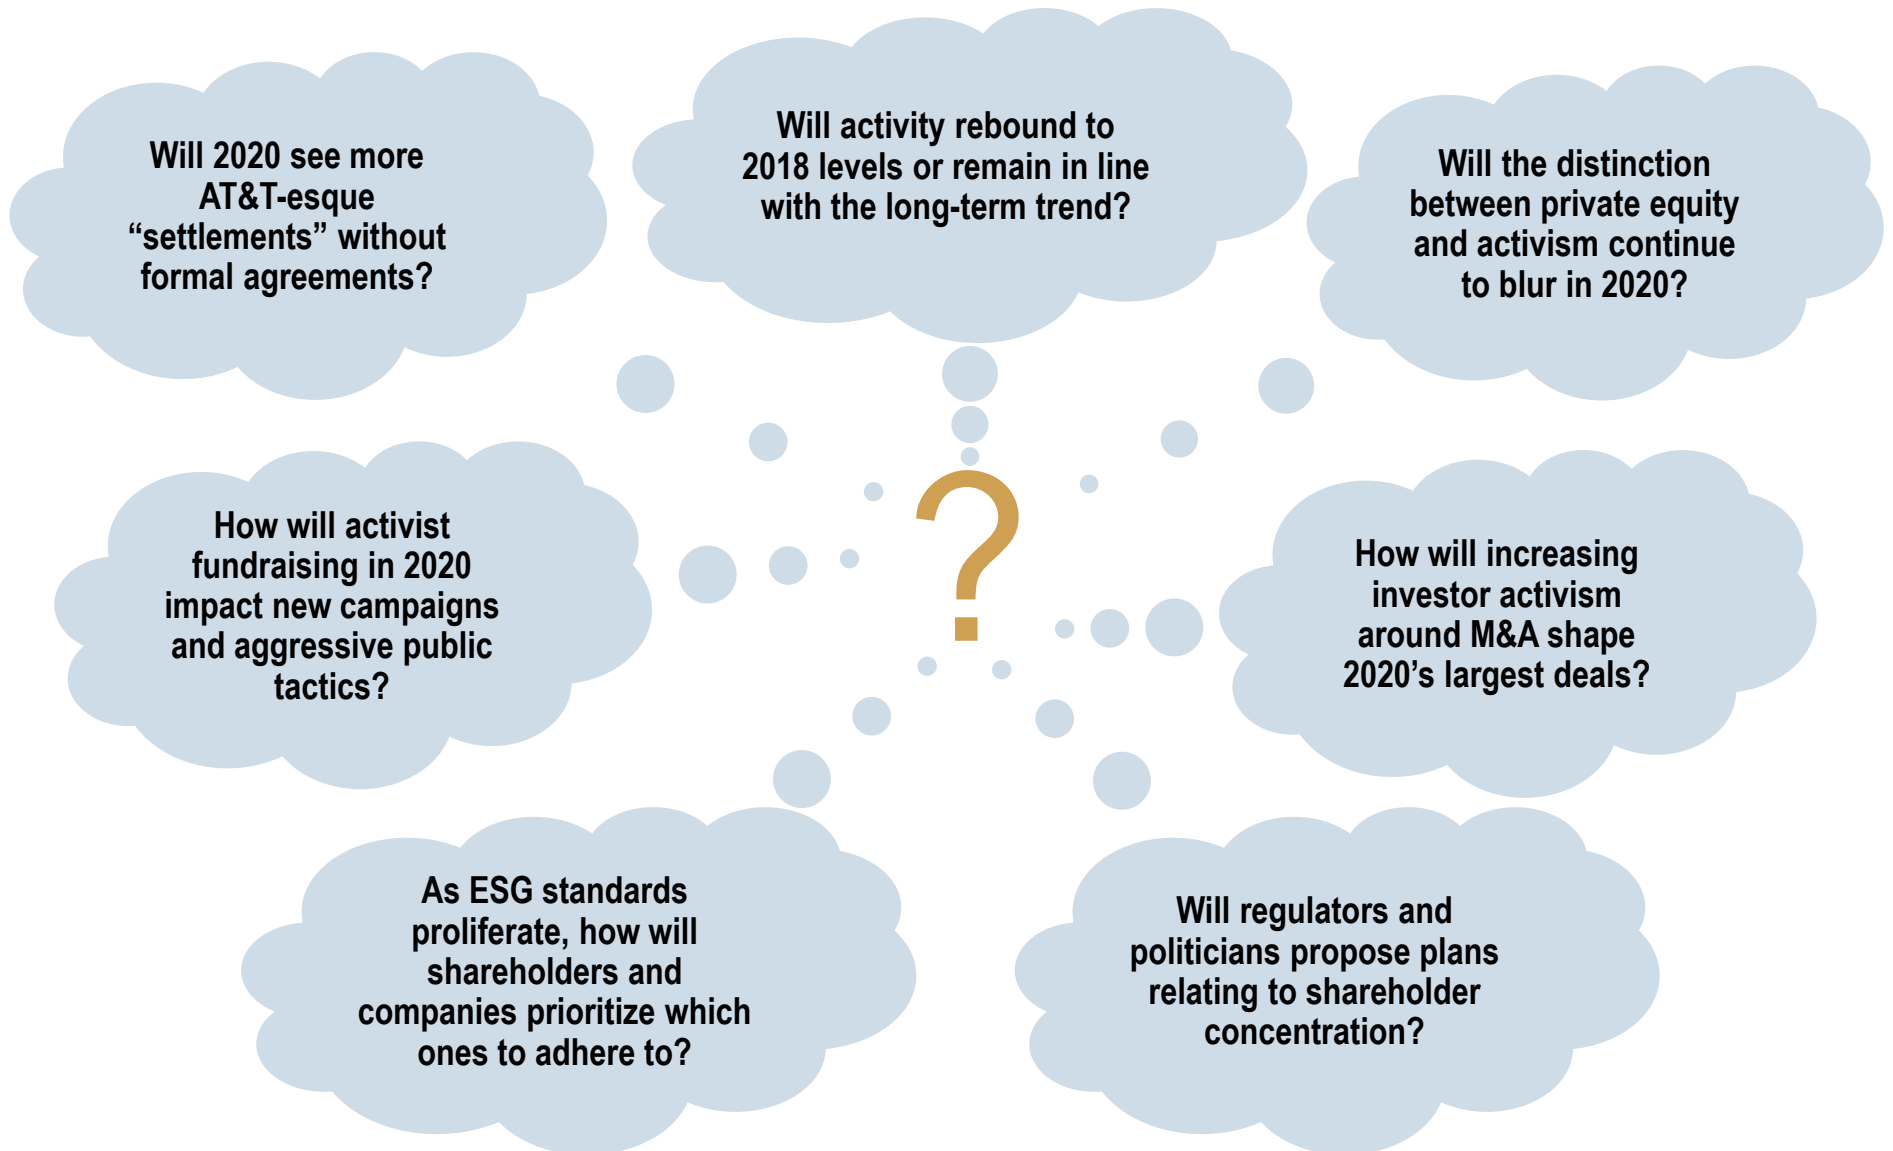 Will 2020 see more
AT&T-esque
“settlements” without
formal agreements?
Will activity rebound to
2018 levels or remain in line
with the long-term trend?
Will the distinction
between private equity
and activism continue
to blur in 2020?
How will activist
fundraising in 2020
impact new campaigns
and aggressive public
tactics?
?
How will increasing
investor activism
around M&A shape
2020’s largest deals?
As ESG standards
proliferate, how will
shareholders and
companies prioritize which
ones to adhere to?
Will regulators and
politicians propose plans
relating to shareholder
concentration?